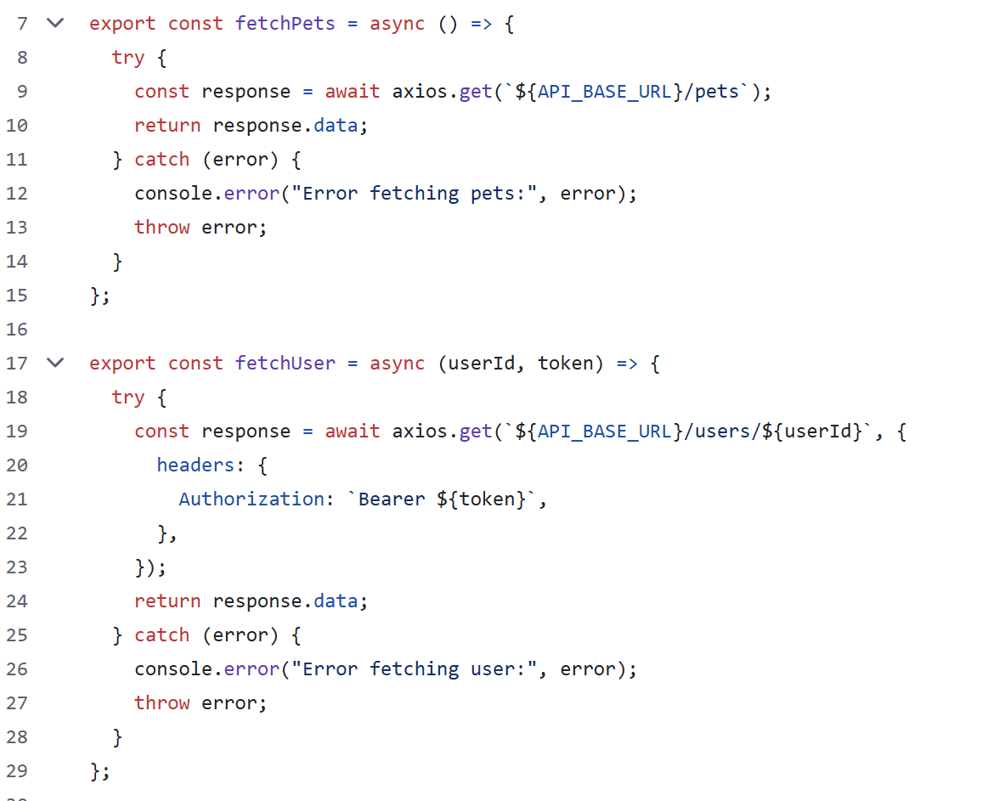 7 export const fetchPets = async () => {
8   try {
9     const response = await axios.get(`${API_BASE_URL}/pets`);
10     return response.data;
11   } catch (error) {
12     console.error("Error fetching pets:", error);
13     throw error;
14   }
15 };
16
17 export const fetchUser = async (userId, token) => {
18   try {
19     const response = await axios.get(`${API_BASE_URL}/users/${userId}`, {
20       headers: {
21         Authorization: `Bearer ${token}`,
22       },
23     });
24     return response.data;
25   } catch (error) {
26     console.error("Error fetching user:", error);
27     throw error;
28   }
29 };